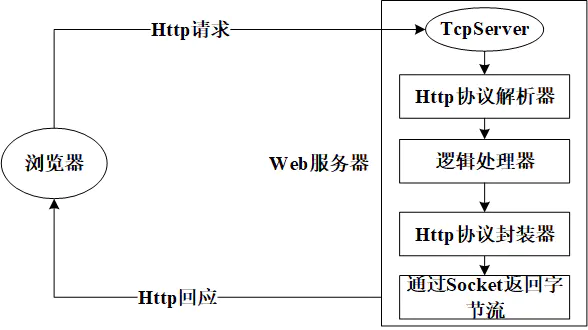 Http请求
TcpServer
Http协议解析器
浏览器
Web服务器
逻辑处理器
Http协议封装器
通过Socket返回字
节流
Http回应